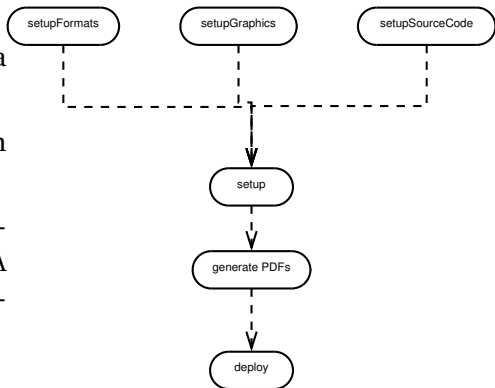 setupFormats setupGraphics setupSourceCode
a
n
setup
-
A
generate PDFs
-
deploy